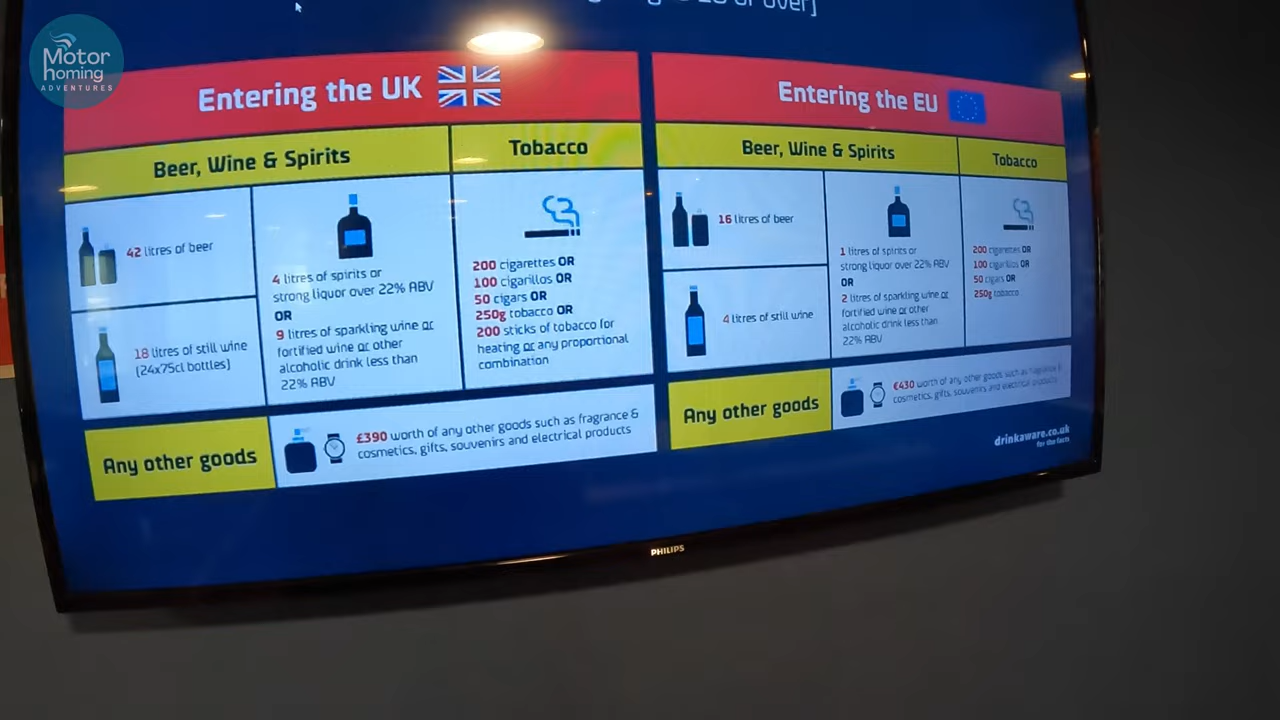 Motor
homing
ADVENTURES
or over]
Entering the UK
Beer, Wine & Spirits
Tobacco
42 litres of beer
18 litres of still wine
(24x75cl bottles)
4 litres of spirits or
strong liquor over 22% ABV
OR
9 litres of sparkling wine or
fortified wine or other
alcoholic drink less than
22% ABV
200 cigarettes OR
100 cigarillos OR
50 cigars OR
250g tobacco OR
200 sticks of tobacco for
heating or any proportional
combination
Any other goods
£390 worth of any other goods such as fragrance &
cosmetics, gifts, souvenirs and electrical products
Entering the EU
Beer, Wine & Spirits
Tobacco
16 litres of beer
4 litres of still wine
1 litres of spirits or
strong liquor over 22% ABV
OR
2 litres of sparkling wine or
fortified wine or other
alcoholic drink less than
22% ABV
200 cigarettes OR
100 cigarillos OR
50 cigars OR
250g tobacco
Any other goods
€430 worth of any other goods such as fragrance &
cosmetics, gifts, souvenirs and electrical products
drinkaware.co.uk
for the facts
PHILIPS